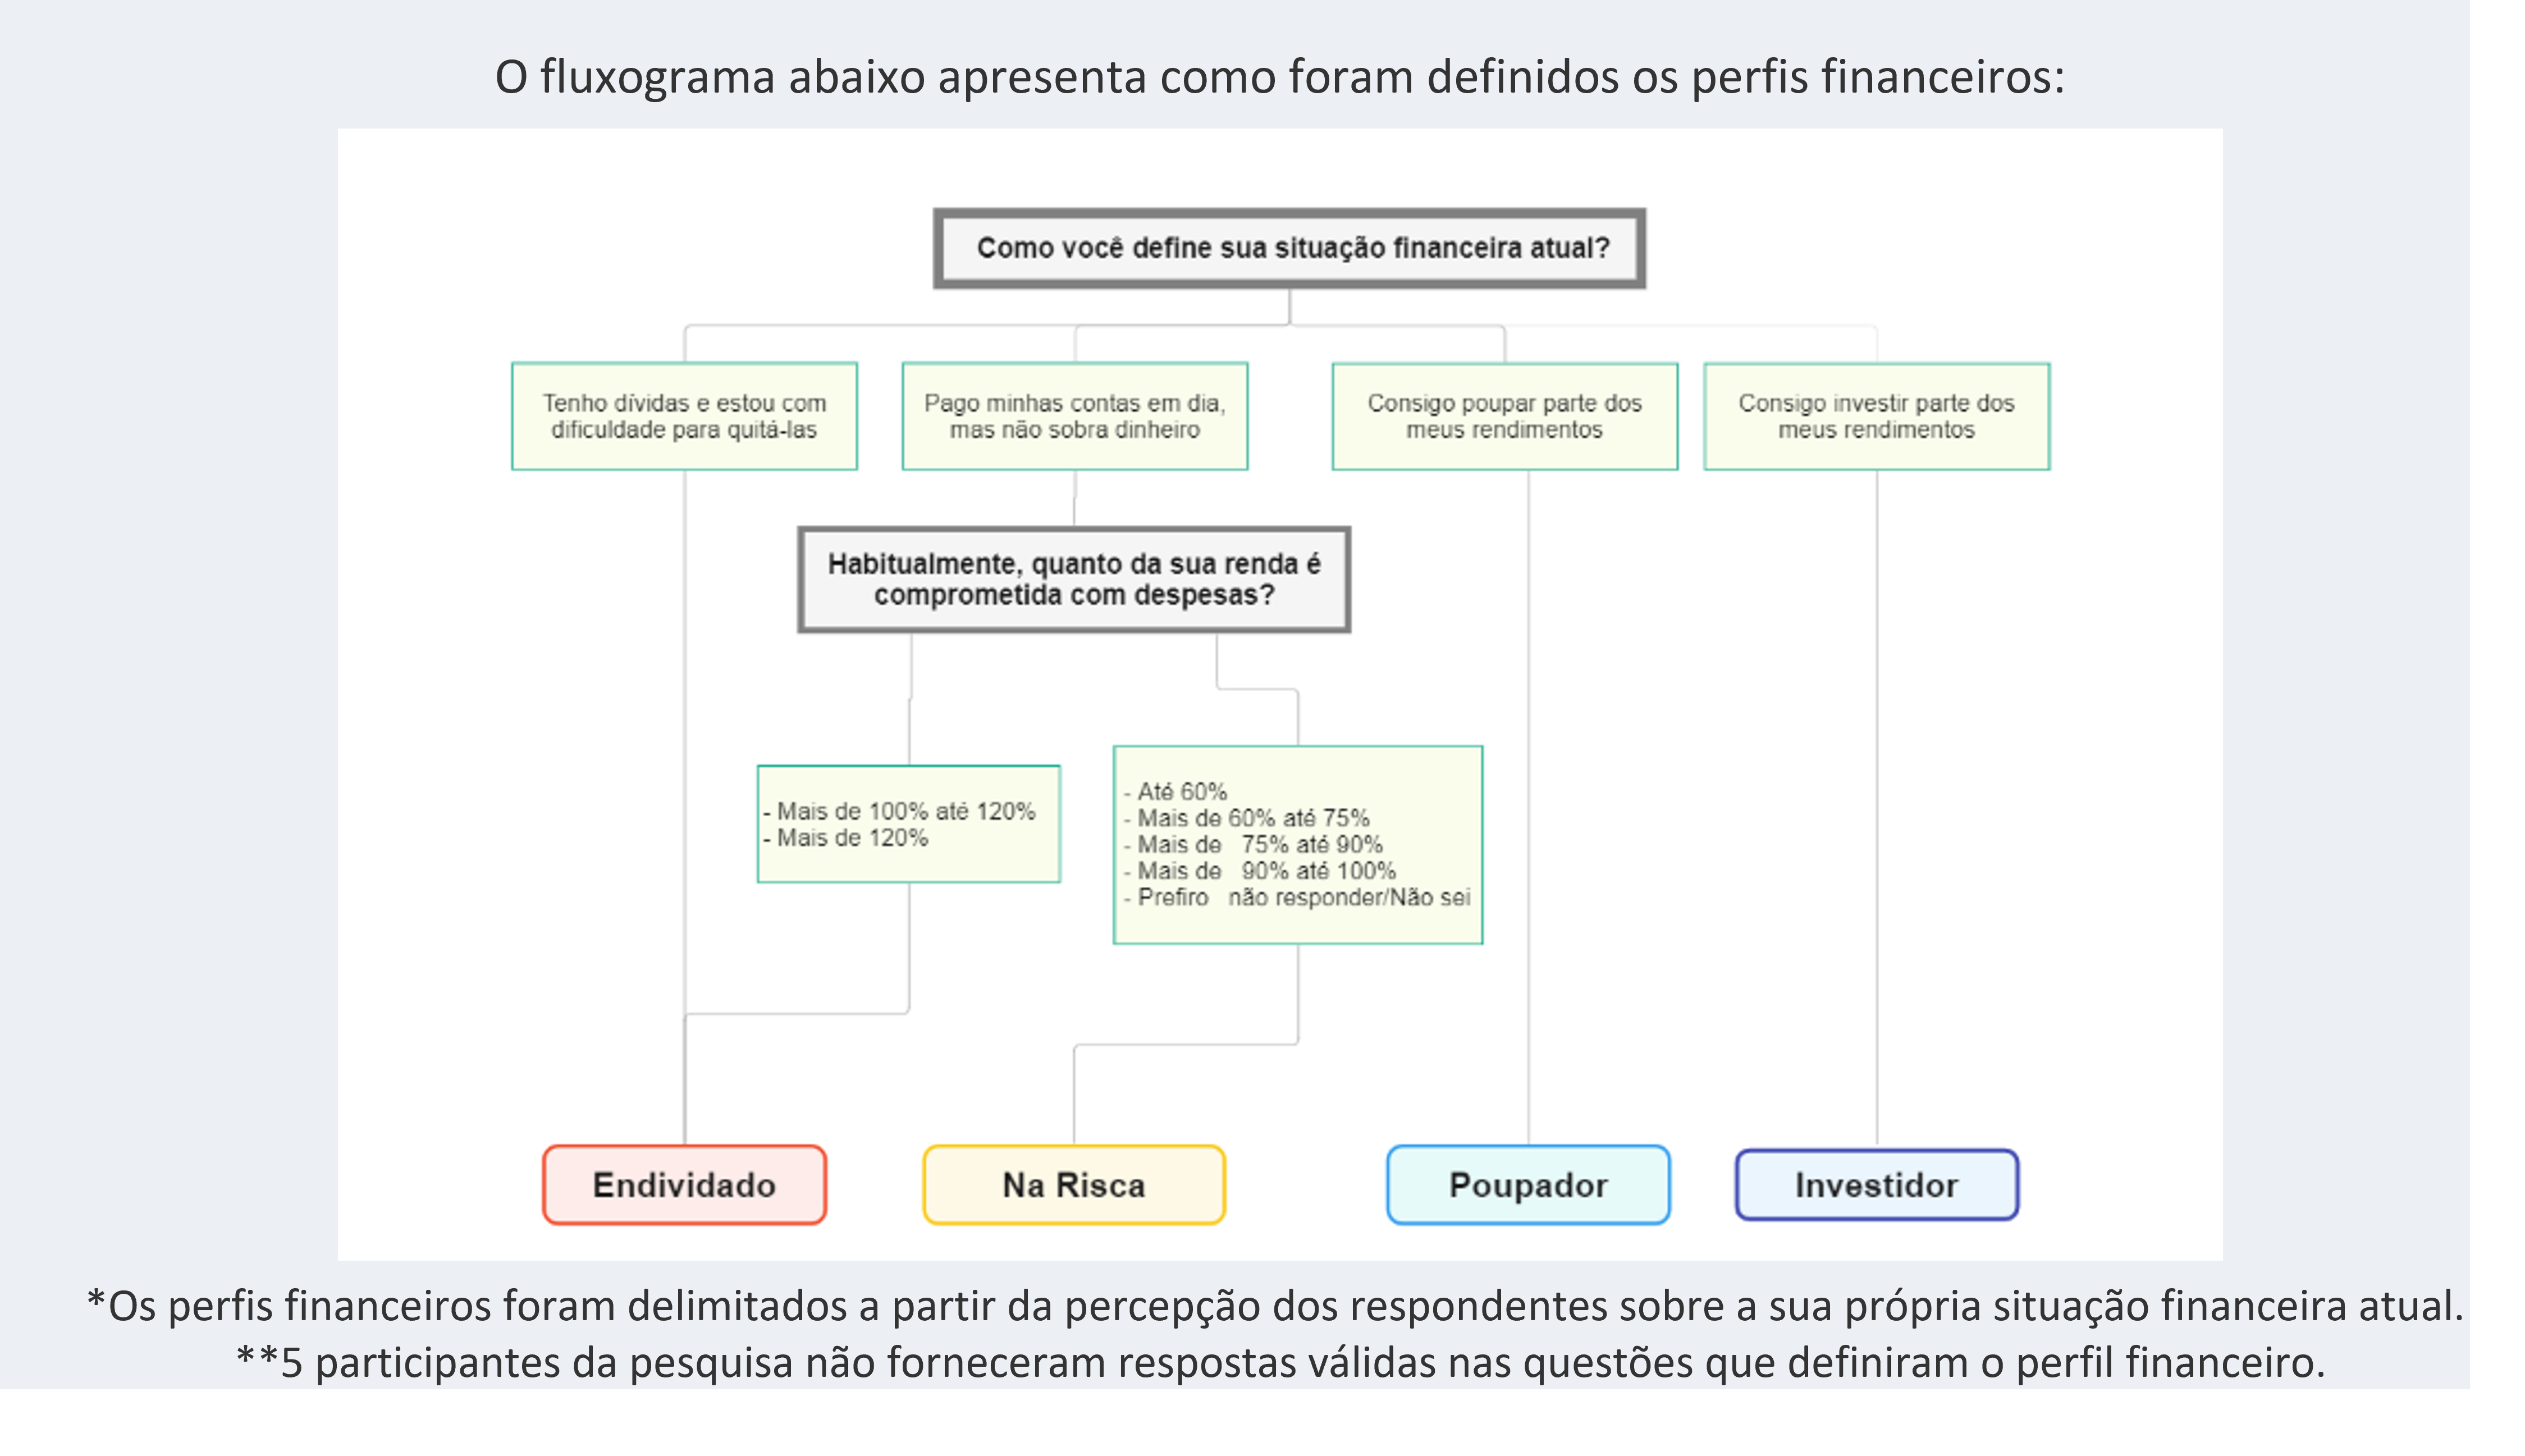 O fluxograma abaixo apresenta como foram definidos os perfis financeiros:
Como você define sua situação financeira atual?
Tenho dívidas e estou com
dificuldade para quitá-las
Pago minhas contas em dia,
mas não sobra dinheiro
Consigo poupar parte dos
meus rendimentos
Consigo investir parte dos
meus rendimentos
Habitualmente, quanto da sua renda é
comprometida com despesas?
- Mais de 100% até 120%
- Mais de 120%
- Até 60%
- Mais de 60% até 75%
- Mais de 75% até 90%
- Mais de 90% até 100%
- Prefiro não responder/Não sei
Endividado
Na Risca
Poupador
Investidor
*Os perfis financeiros foram delimitados a partir da percepção dos respondentes sobre a sua própria situação financeira atual.
**5 participantes da pesquisa não forneceram respostas válidas nas questões que definiram o perfil financeiro.